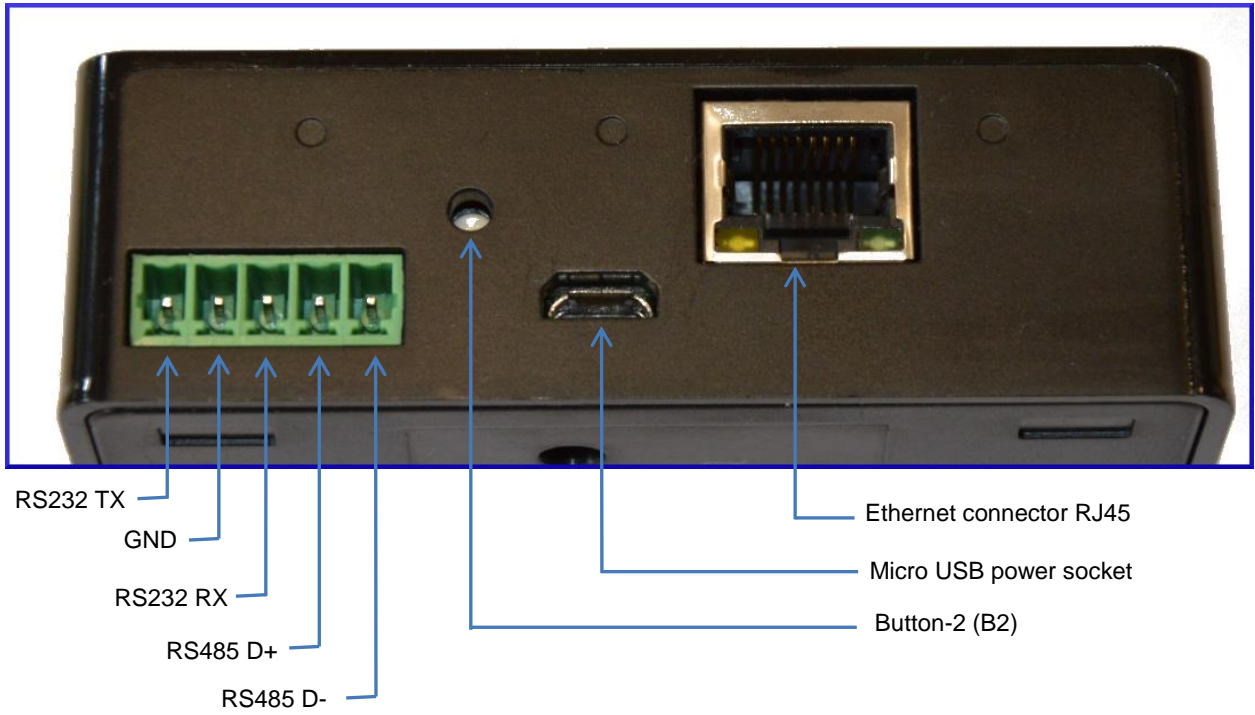 RS232 TX
GND
RS232 RX
RS485 D+
RS485 D-
Ethernet connector RJ45
Micro USB power socket
Button-2 (B2)